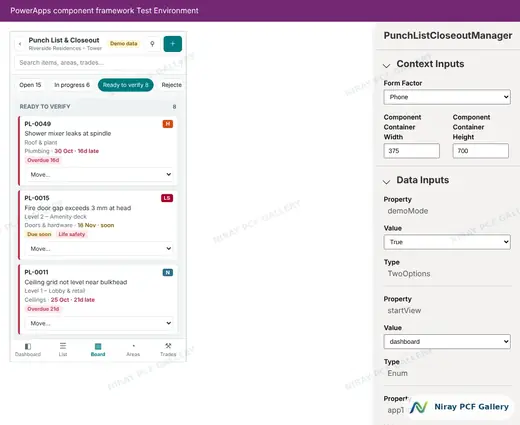 PowerApps component framework Test Environment
Punch List & Closeout
Riverside Residences – Tower
Demo data
+
Search items, areas, trades...
Open 15
In progress 6
Ready to verify 8
Rejecte
READY TO VERIFY
8
PL-0049
H
Shower mixer leaks at spindle
Roof & plant
Plumbing · 30 Oct · 16d late
Overdue 16d
Move...
PL-0015
LS
Fire door gap exceeds 3 mm at head
Level 2 – Amenity deck
Doors & hardware · 16 Nov · soon
Due soon
Life safety
Move...
PL-0011
N
Ceiling grid not level near bulkhead
Level 1 – Lobby & retail
Ceilings · 25 Oct · 21d late
Overdue 21d
Move...
Dashboard
List
Board
Areas
Trades
PunchListCloseoutManager
Context Inputs
Form Factor
Phone
Component Container Width
Component Container Height
375
700
Data Inputs
Property
demoMode
Value
True
Type
TwoOptions
Property
startView
Value
dashboard
Type
Enum
Property
app1
Niray PCF Gallery
NIRAY PCF GALLERY